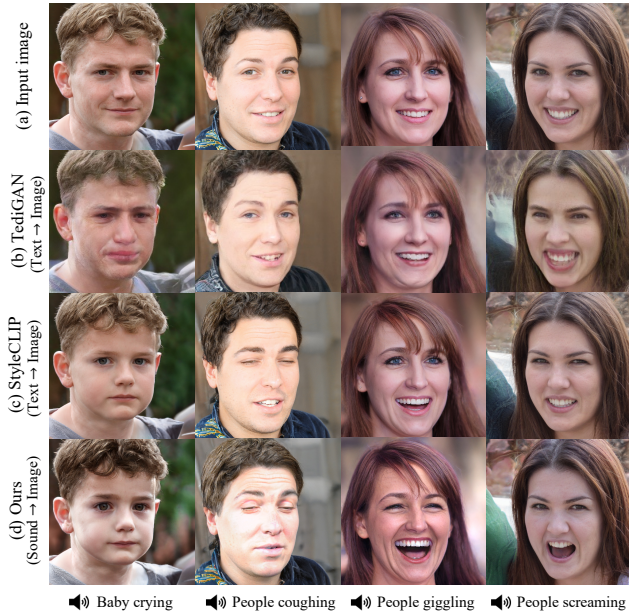 (a) Input image
(b) TediGAN
(Text → Image)
(c) StyleCLIP
(Text → Image)
(d) Ours
(Sound → Image)
Baby crying
People coughing
People giggling
People screaming